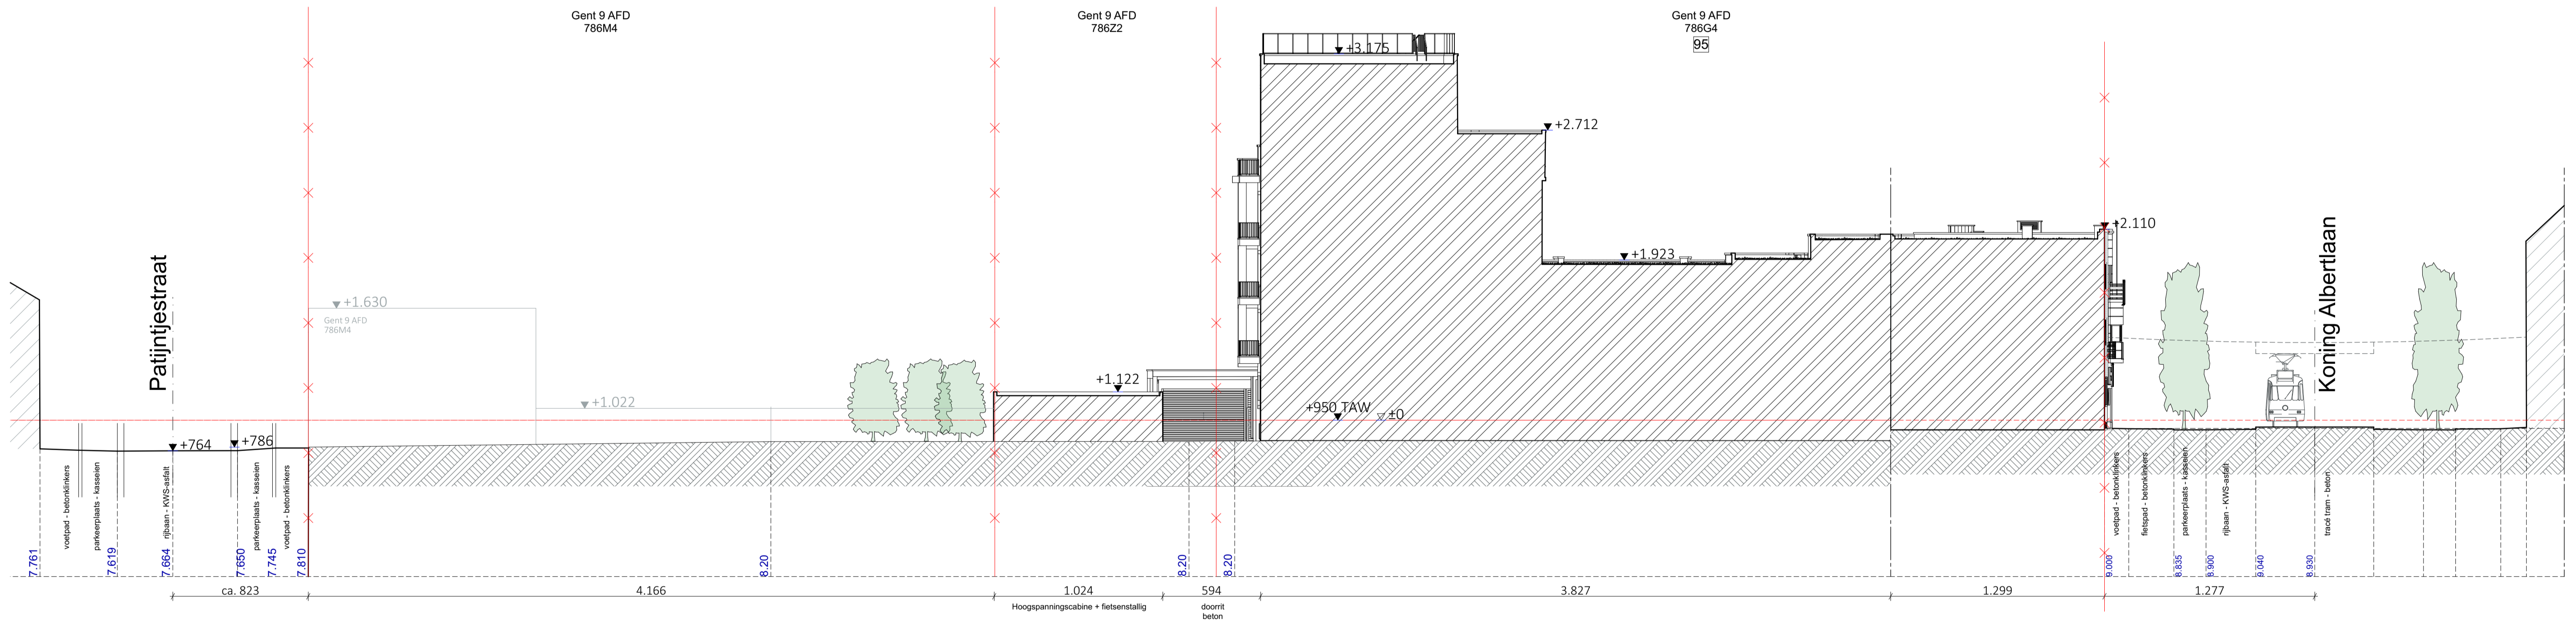 Gent 9 AFD
786M4
Gent 9 AFD
786Z2
Gent 9 AFD
786G4
95
+3.175
+2.712
+2.110
+1.923
Patijntjestraat
Koning Albertlaan
+1.630
Gent 9 AFD
786M4
+1.022
+1.122
+950 TAW
±0
+764
+786
voetpad - betonklinkers
parkeerplaats - kasseien
rijbaan - KWS-asfalt
parkeerplaats - kasseien
voetpad - betonklinkers
voetpad - betonklinkers
fietspad - betonklinkers
parkeerplaats - kasseien
rijbaan - KWS-asfalt
tracé tram - beton
7.761
7.619
7.664
7.650
7.745
7.810
8.20
8.20
8.20
9.000
8.835
8.900
9.040
8.930
ca. 823
4.166
1.024
594
3.827
1.299
1.277
Hoogspanningscabine + fietsenstallig
doorrit
beton